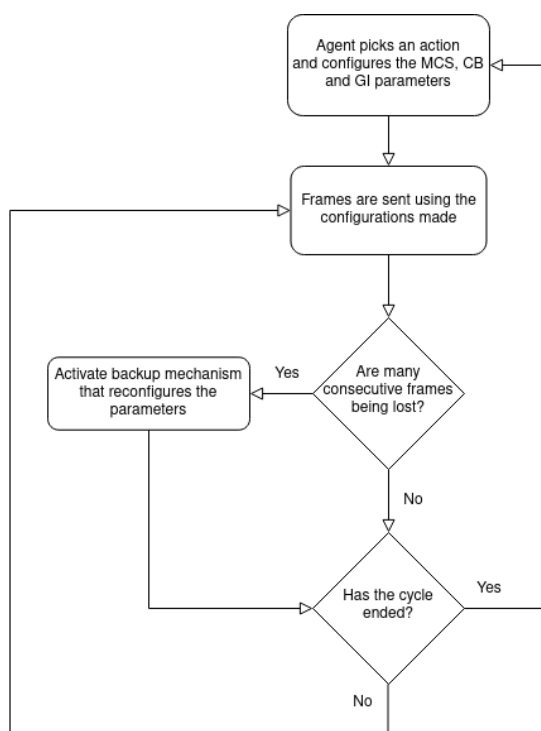 Agent picks an action
and configures the MCS, CB
and GI parameters
Frames are sent using the
configurations made
Are many
consecutive frames
being lost?
Yes
Activate backup mechanism
that reconfigures the
parameters
No
Has the cycle
ended?
Yes
No